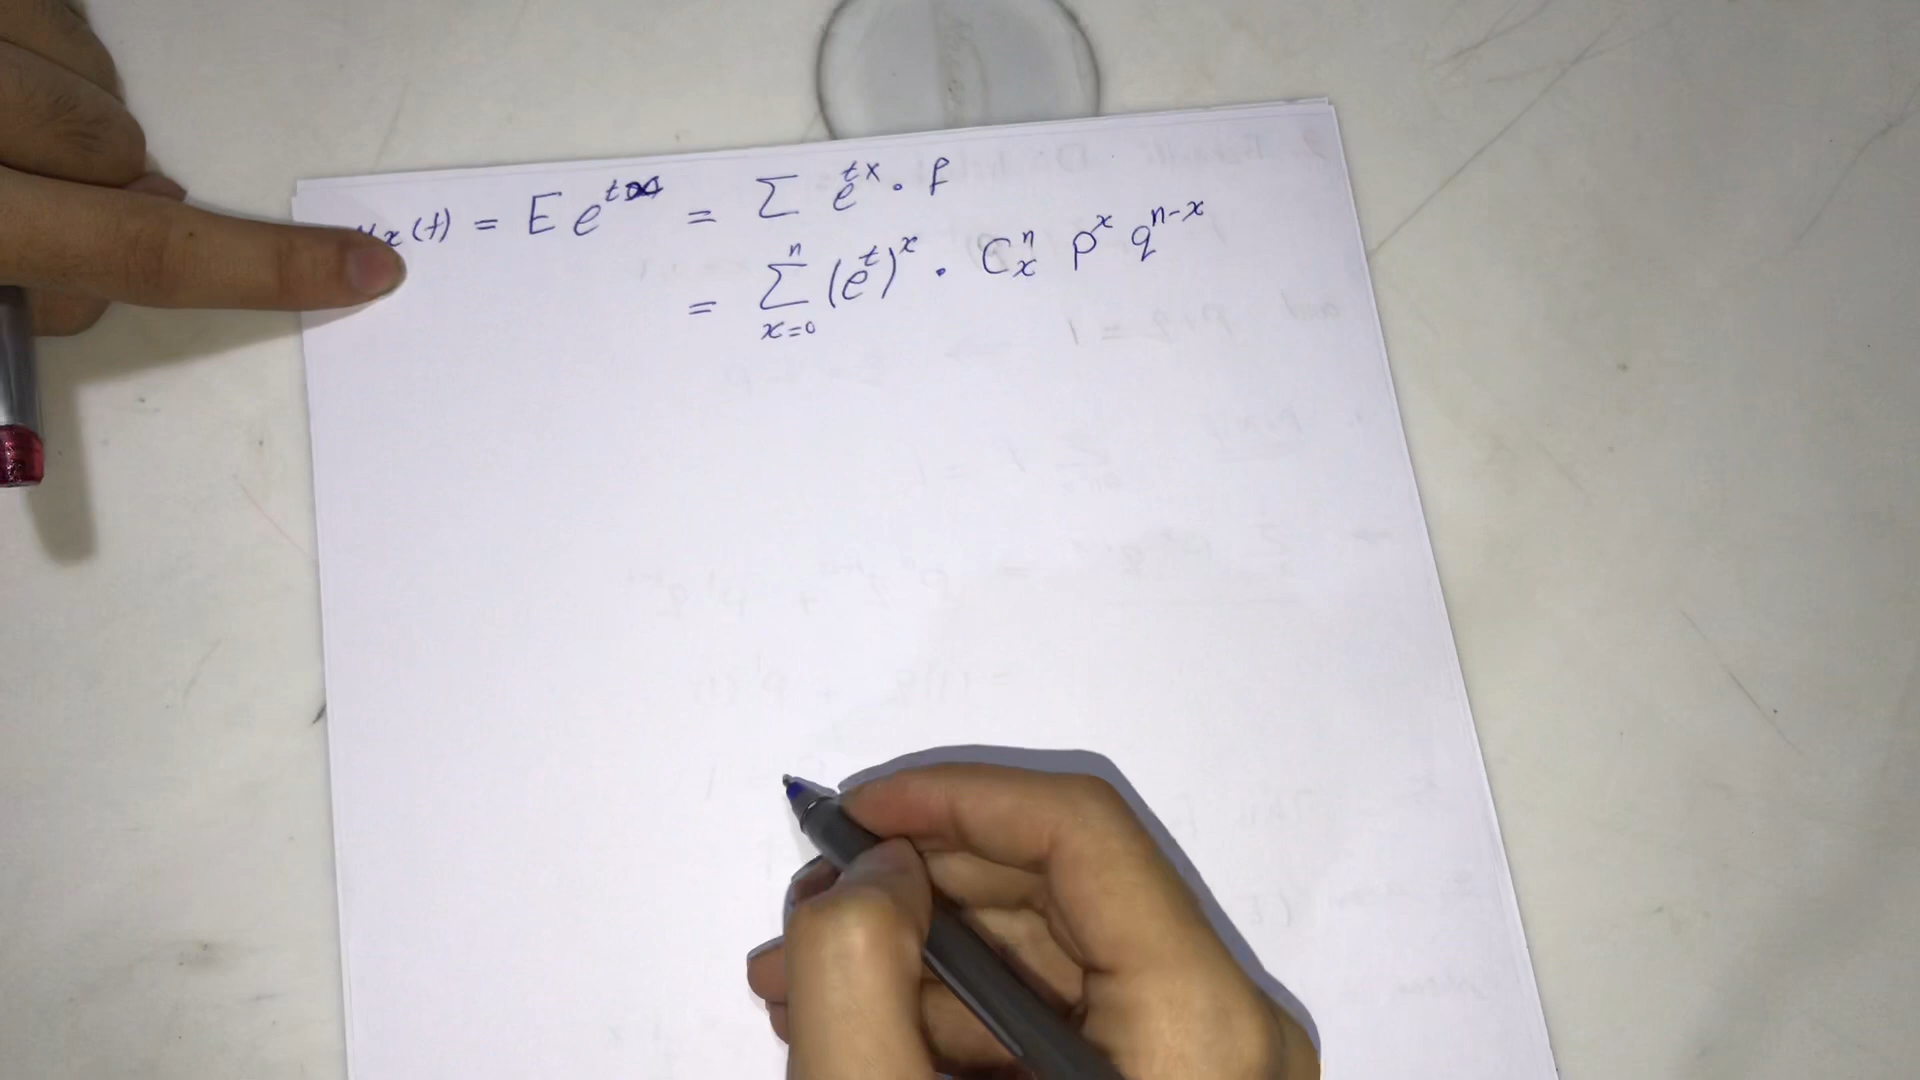 x(t) = E e^{tx} = Σ e^{tx} . f
= Σ_{x=0}^{n} (e^t)^x . C_x^n p^x q^{n-x}